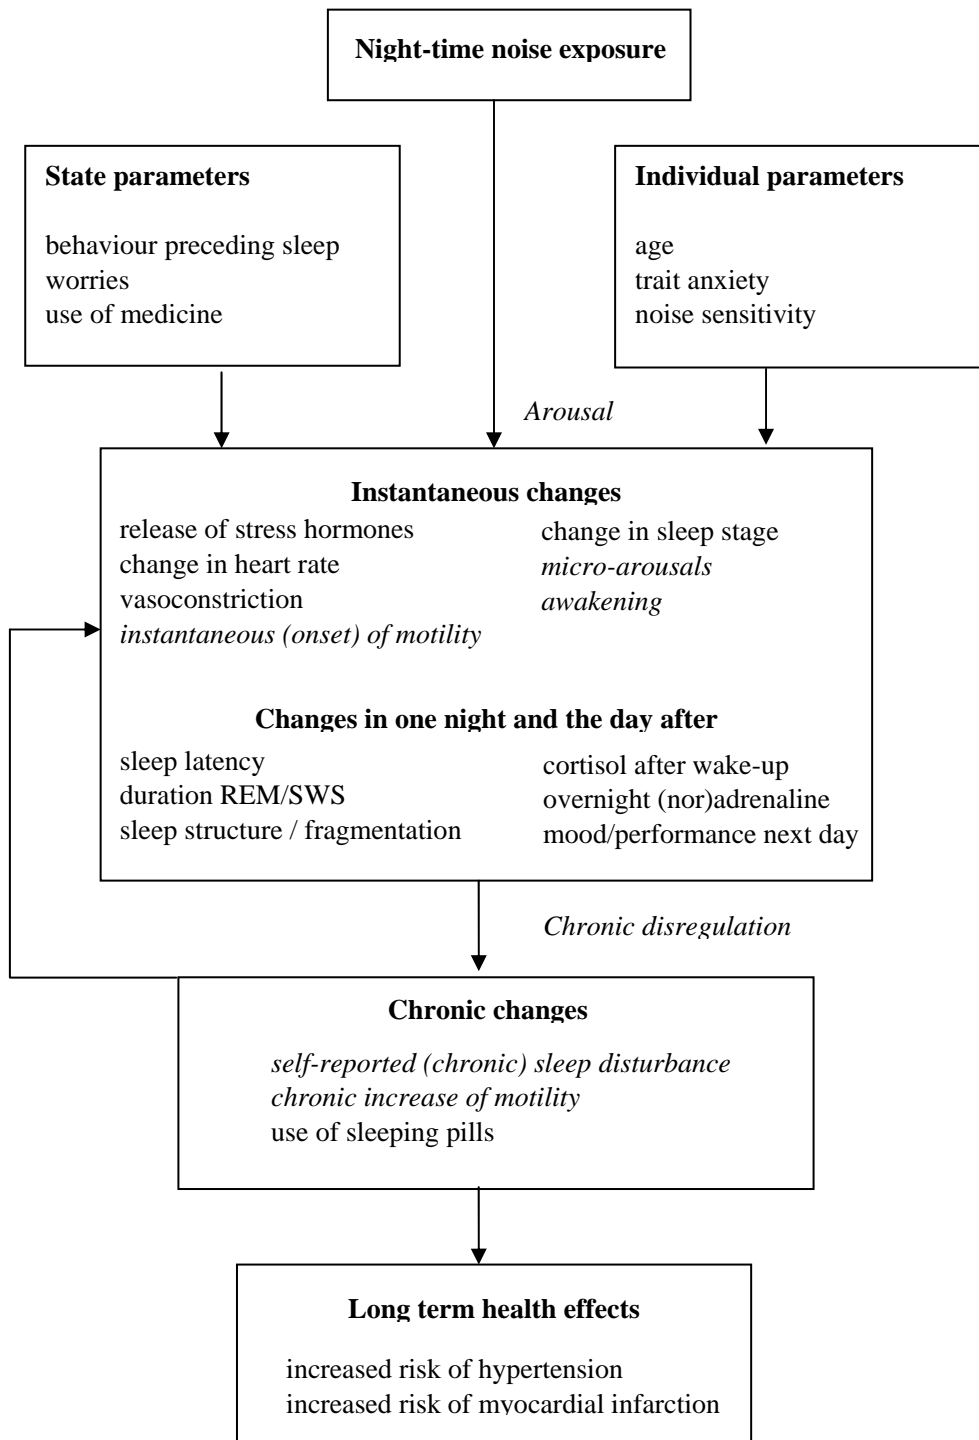 Night-time noise exposure
State parameters
behaviour preceding sleep
worries
use of medicine
Individual parameters
age
trait anxiety
noise sensitivity
Arousal
Instantaneous changes
release of stress hormones
change in heart rate
vasoconstriction
instantaneous (onset) of motility
change in sleep stage
micro-arousals
awakening
Changes in one night and the day after
sleep latency
duration REM/SWS
sleep structure / fragmentation
cortisol after wake-up
overnight (nor)adrenaline
mood/performance next day
Chronic disregulation
Chronic changes
self-reported (chronic) sleep disturbance
chronic increase of motility
use of sleeping pills
Long term health effects
increased risk of hypertension
increased risk of myocardial infarction